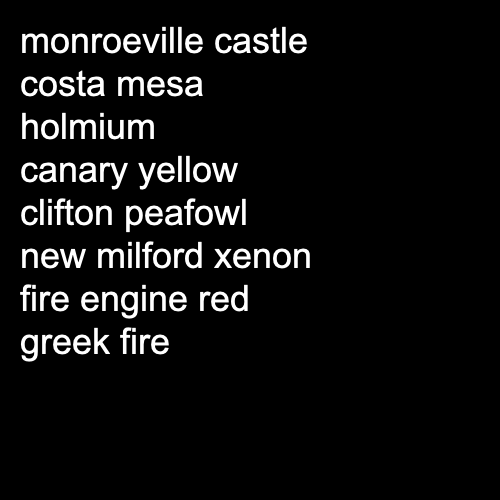 monroeville castle
costa mesa
holmium
canary yellow
clifton peafowl
new milford xenon
fire engine red
greek fire